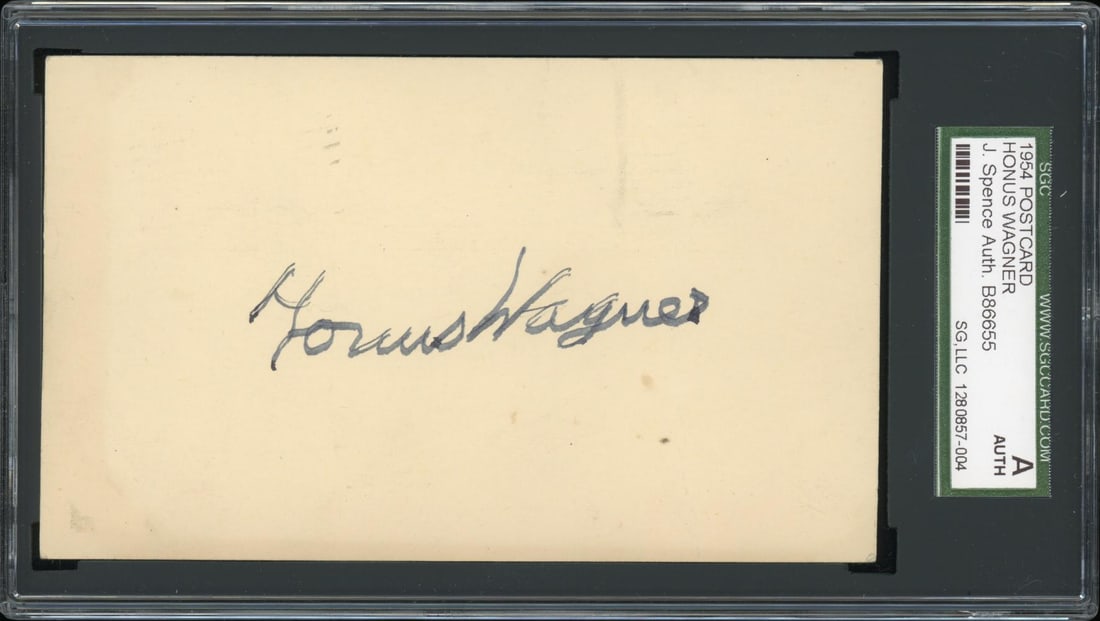 Honus Wagner
SGC WWW.SGCCARD.COM
1954 POSTCARD
HONUS WAGNER
J. Spence Auth. B86655
SG,LLC 1280857-004
A
AUTH